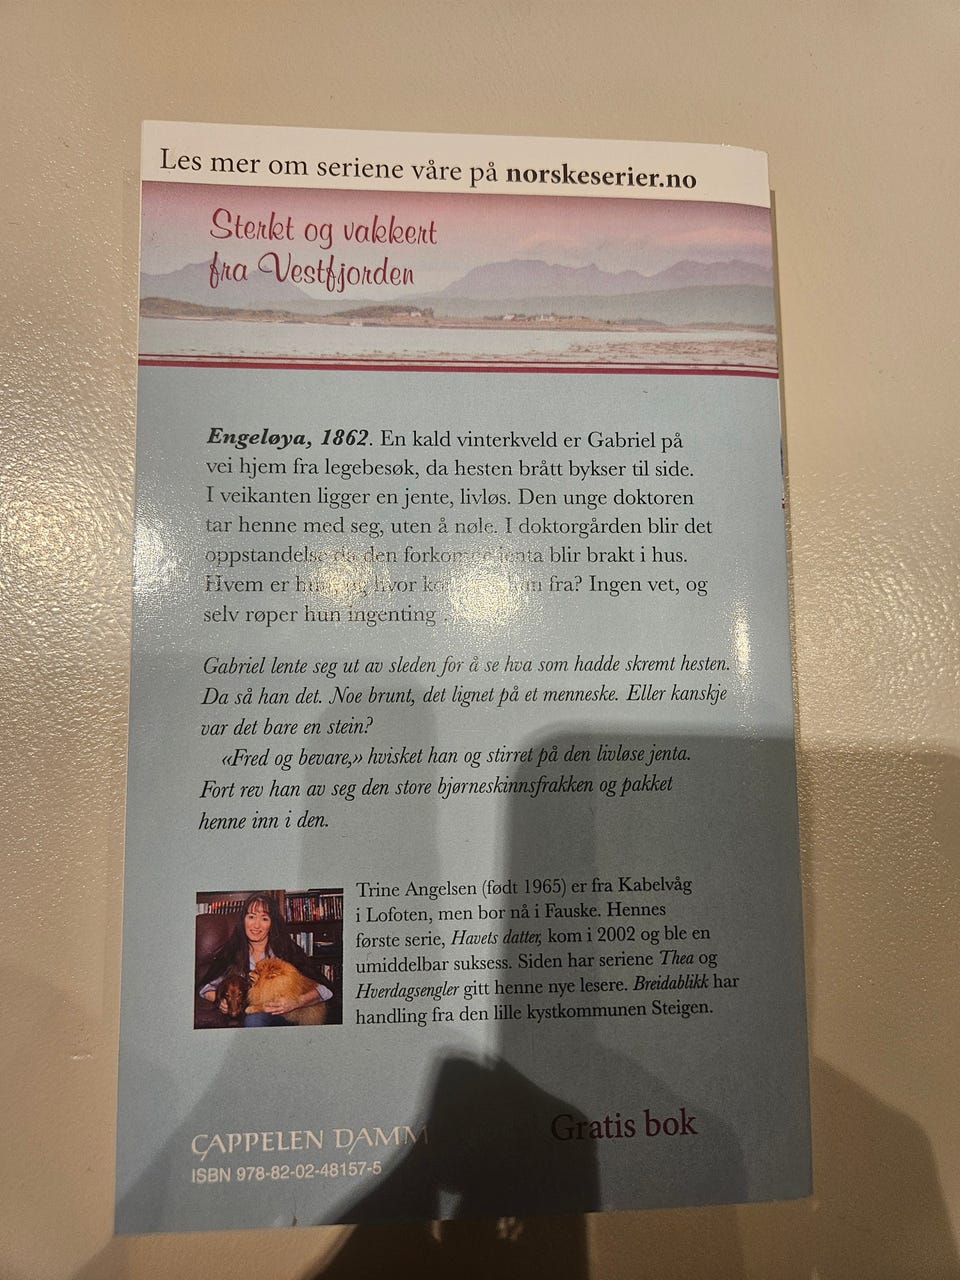 Les mer om seriene våre på norskeserier.no
Sterkt og vakkert
fra Vestfjorden
Engeløya, 1862. En kald vinterkveld er Gabriel på
vei hjem fra legebesøk, da hesten brått bykser til side.
I veikanten ligger en jente, livløs. Den unge doktoren
tar henne med seg, uten å nøle. I doktorgården blir det
oppstandelse da den forkomne jenta blir brakt i hus.
Hvem er hun, og hvor kommer hun fra? Ingen vet, og
selv røper hun ingenting .
Gabriel lente seg ut av sleden for å se hva som hadde skremt hesten.
Da så han det. Noe brunt, det lignet på et menneske. Eller kanskje
var det bare en stein?
«Fred og bevare,» hvisket han og stirret på den livløse jenta.
Fort rev han av seg den store bjørneskinnsfrakken og pakket
henne inn i den.
Trine Angelsen (født 1965) er fra Kabelvåg
i Lofoten, men bor nå i Fauske. Hennes
første serie, Havets datter, kom i 2002 og ble en
umiddelbar suksess. Siden har seriene Thea og
Hverdagsengler gitt henne nye lesere. Breidablikk har
handling fra den lille kystkommunen Steigen.
CAPPELEN DAMM
ISBN 978-82-02-48157-5
Gratis bok